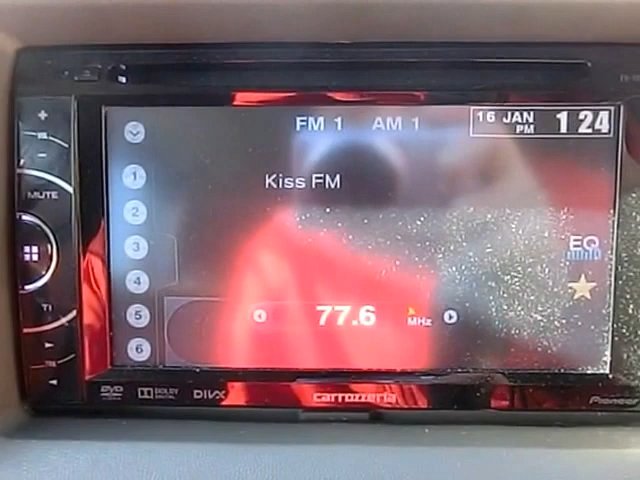 FM 1 AM 1 16 JAN PM 1 24
1 Kiss FM
MUTE
2
3 EQ
4
5 77.6 MHz
6
DVD DOLBY DIVX carrozzeria Pioneer